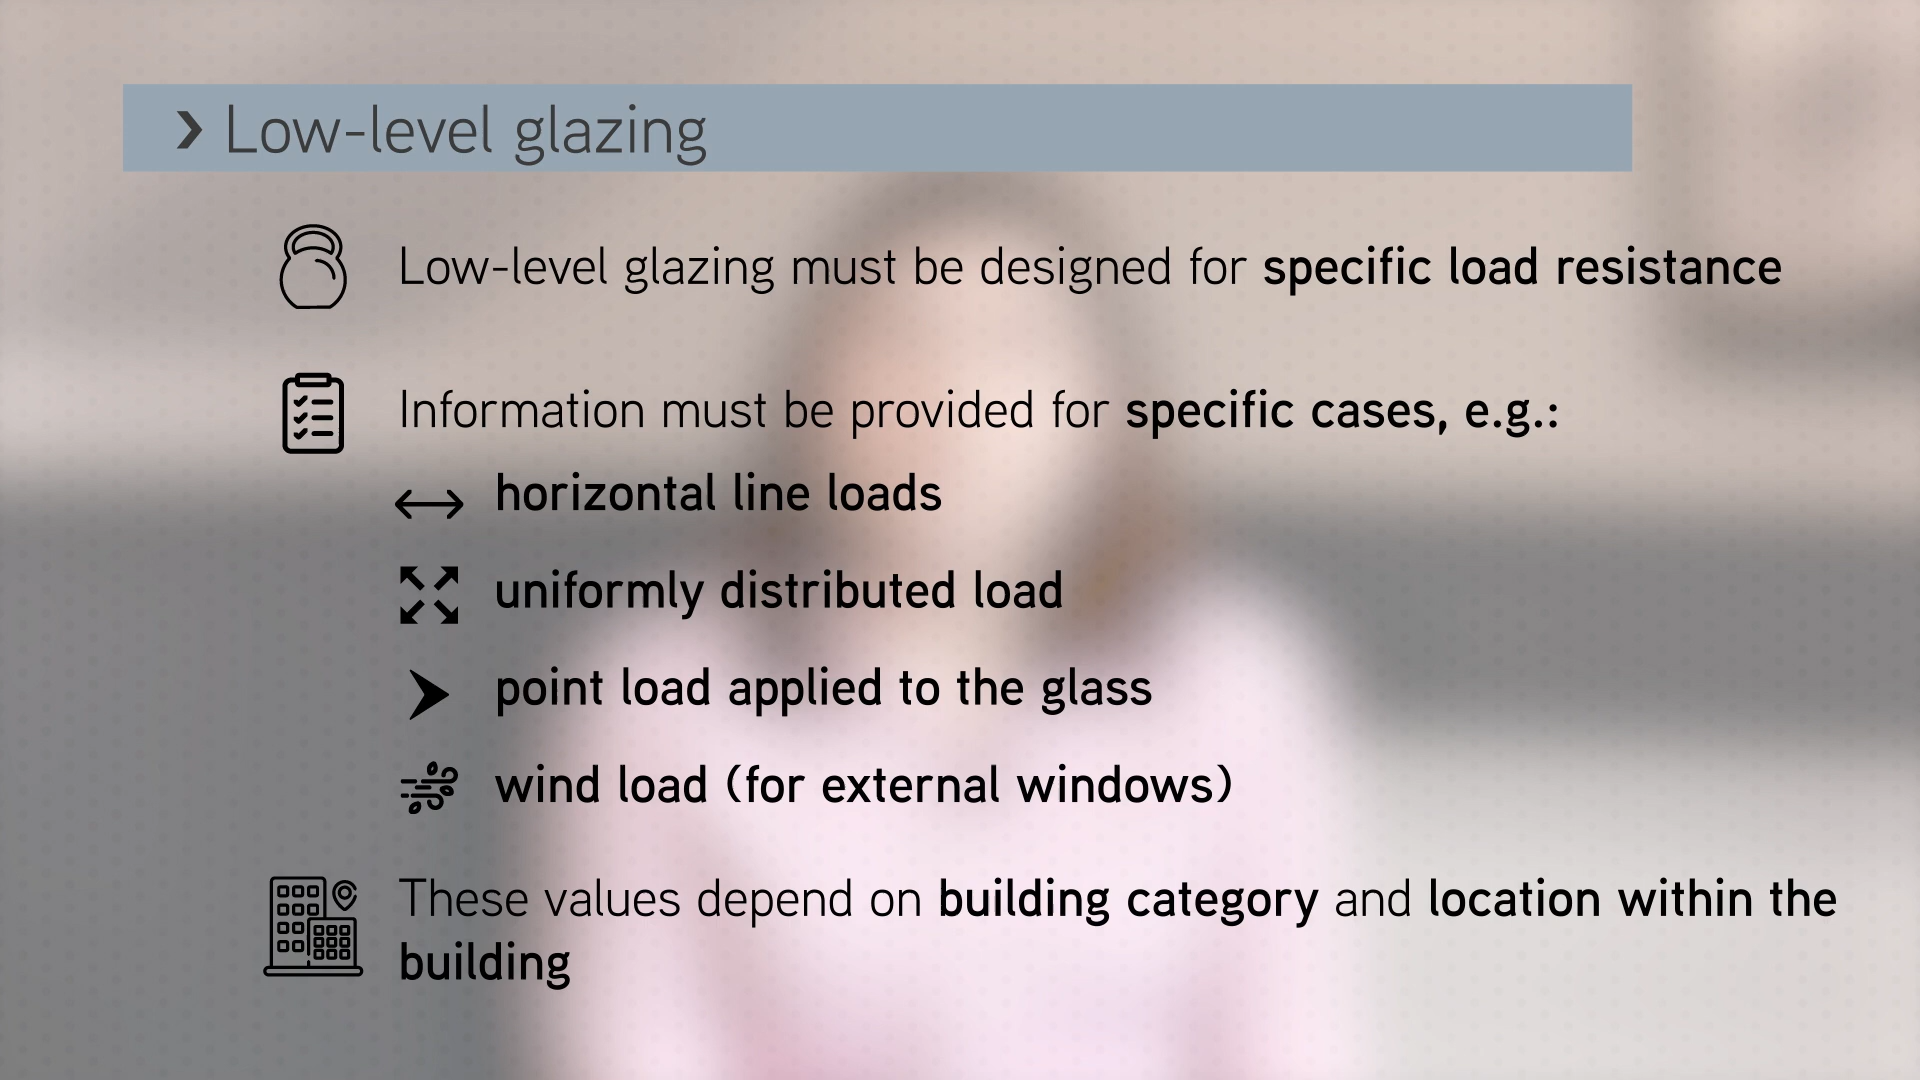 Low-level glazing
Low-level glazing must be designed for specific load resistance
Information must be provided for specific cases, e.g.:
horizontal line loads
uniformly distributed load
point load applied to the glass
wind load (for external windows)
These values depend on building category and location within the
building